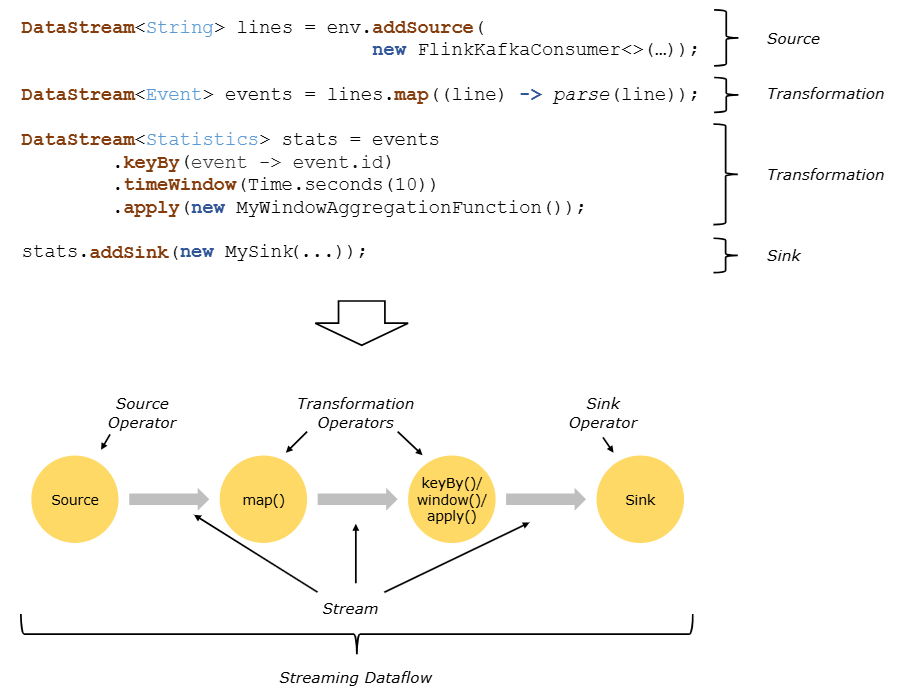 DataStream<String> lines = env.addSource(
new FlinkKafkaConsumer<>(…));
Source
DataStream<Event> events = lines.map((line) -> parse(line));
Transformation
DataStream<Statistics> stats = events
.keyBy(event -> event.id)
.timeWindow(Time.seconds(10))
.apply(new MyWindowAggregationFunction());
Transformation
stats.addSink(new MySink(...));
Sink
Source
Operator
Transformation
Operators
Sink
Operator
Source
map()
keyBy()/
window()/
apply()
Sink
Stream
Streaming Dataflow